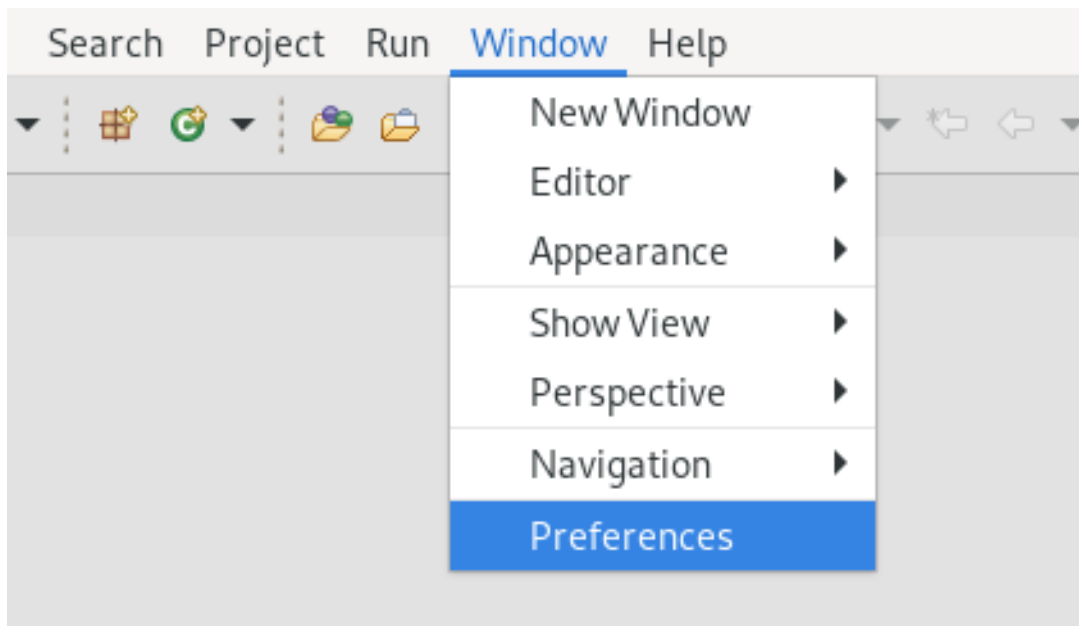 Search Project Run Window Help
New Window
Editor
Appearance
Show View
Perspective
Navigation
Preferences